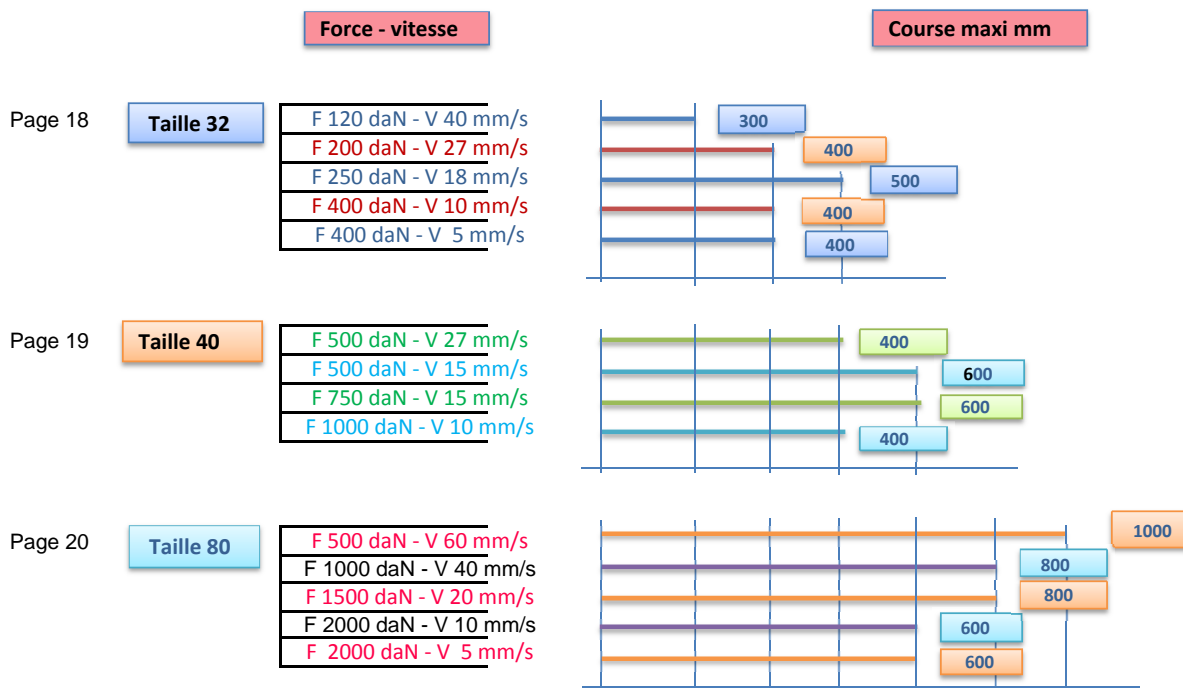 Force - vitesse
Course maxi mm
Page 18
Taille 32
F 120 daN - V 40 mm/s
300
F 200 daN - V 27 mm/s
400
F 250 daN - V 18 mm/s
500
F 400 daN - V 10 mm/s
400
F 400 daN - V 5 mm/s
400
Page 19
Taille 40
F 500 daN - V 27 mm/s
400
F 500 daN - V 15 mm/s
600
F 750 daN - V 15 mm/s
600
F 1000 daN - V 10 mm/s
400
Page 20
Taille 80
F 500 daN - V 60 mm/s
1000
F 1000 daN - V 40 mm/s
800
F 1500 daN - V 20 mm/s
800
F 2000 daN - V 10 mm/s
600
F 2000 daN - V 5 mm/s
600